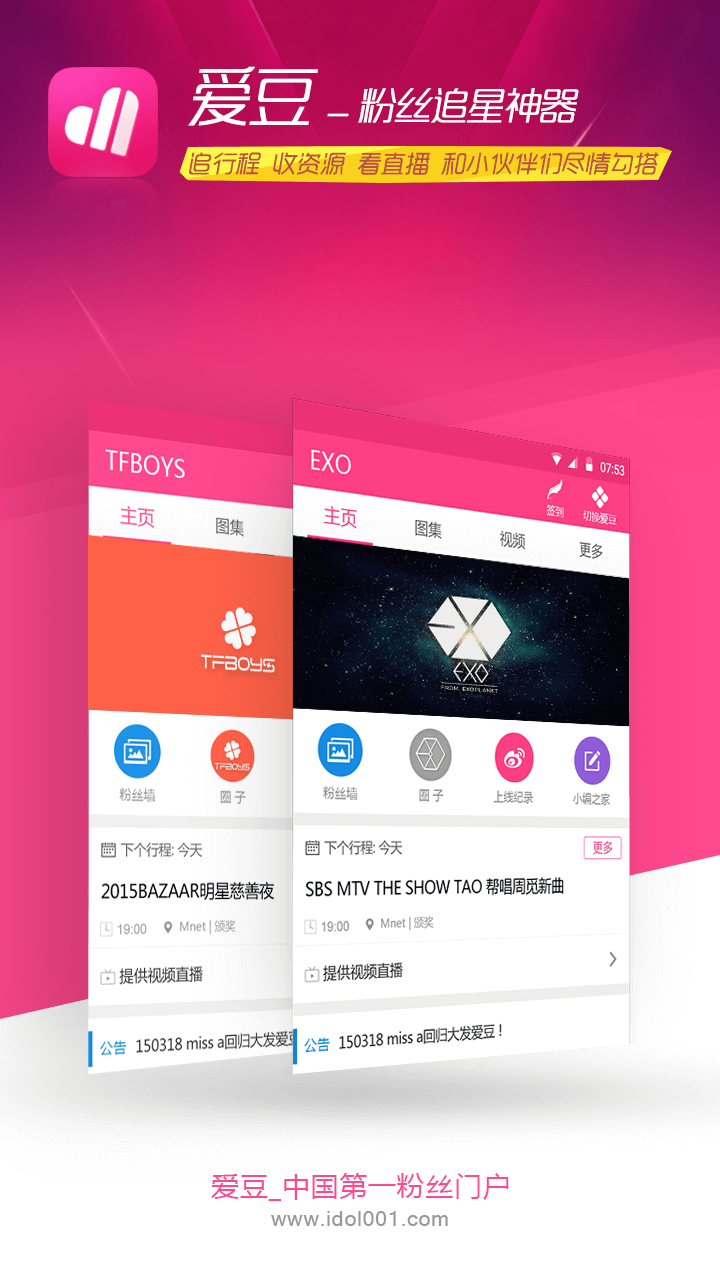 爱豆 – 粉丝追星神器
追行程 收资源 看直播 和小伙伴们尽情勾搭
TFBOYS
主页 图集
TFBOYS
粉丝墙 TFBOYS 圈子
下个行程: 今天
2015BAZAAR明星慈善夜
19:00 Mnet | 颁奖
提供视频直播
公告 150318 miss a回归大发爱豆
07:53
EXO 签到 切换爱豆
主页 图集 视频 更多
EXO
FROM. EXOPLANET
粉丝墙 圈子 上线纪录 小编之家
下个行程: 今天 更多
SBS MTV THE SHOW TAO 帮唱周觅新曲
19:00 Mnet | 颁奖
提供视频直播
公告 150318 miss a回归大发爱豆 !
爱豆_中国第一粉丝门户
www.idol001.com